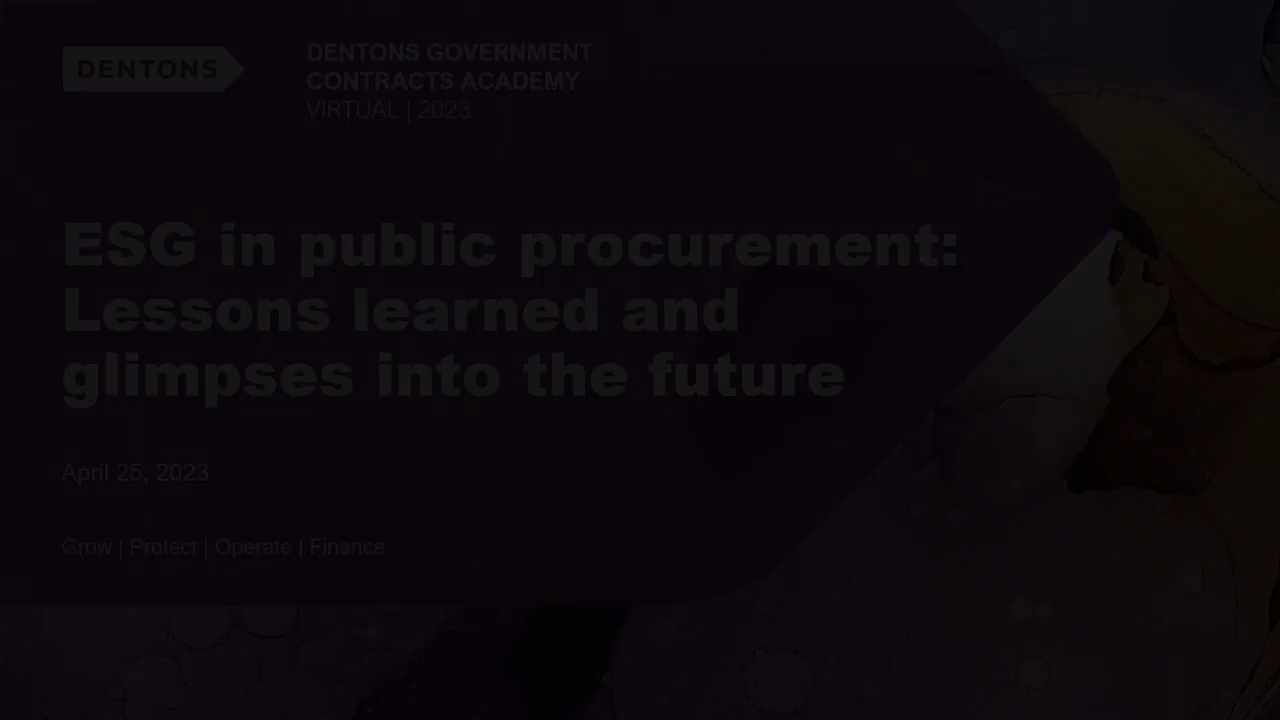 DENTONS
DENTONS GOVERNMENT
CONTRACTS ACADEMY
VIRTUAL | 2023
ESG in public procurement:
Lessons learned and
glimpses into the future
April 25, 2023
Grow | Protect | Operate | Finance